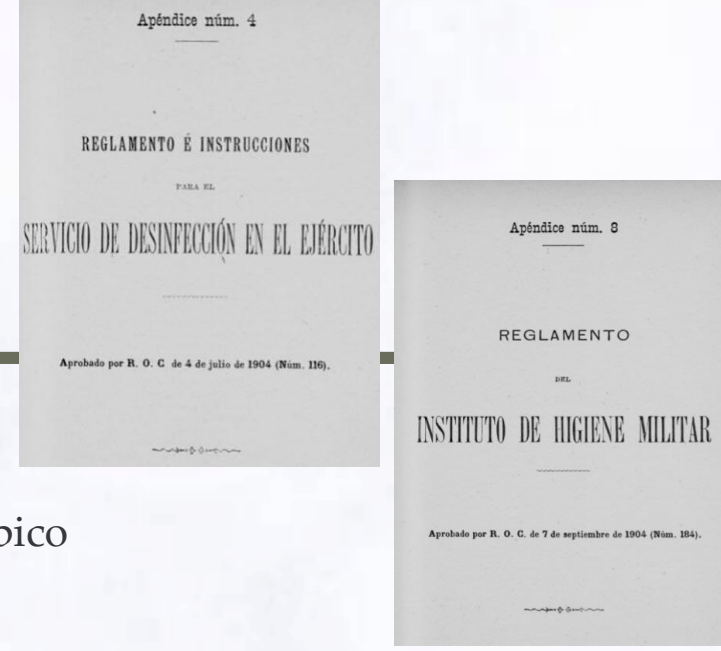 Apéndice núm. 4
REGLAMENTO É INSTRUCCIONES
PARA EL
SERVICIO DE DESINFECCIÓN EN EL EJÉRCITO
Aprobado por R. O. C de 4 de julio de 1904 (Núm. 116).
Apéndice núm. 8
REGLAMENTO
DEL
INSTITUTO DE HIGIENE MILITAR
Aprobado por R. O. C. de 7 de septiembre de 1904 (Núm. 184).